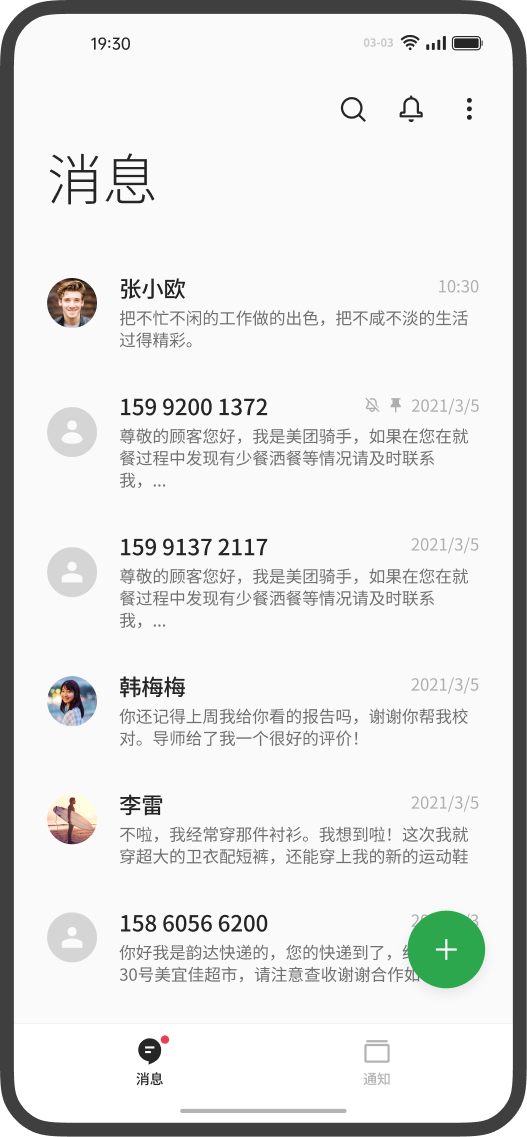 19:30
03-03
消息
张小欧
10:30
把不忙不闲的工作做的出色，把不咸不淡的生活
过得精彩。
159 9200 1372
2021/3/5
尊敬的顾客您好，我是美团骑手，如果在您在就
餐过程中发现有少餐洒餐等情况请及时联系
我，...
159 9137 2117
2021/3/5
尊敬的顾客您好，我是美团骑手，如果在您在就
餐过程中发现有少餐洒餐等情况请及时联系
我，...
韩梅梅
2021/3/5
你还记得上周我给你看的报告吗，谢谢你帮我校
对。导师给了我一个很好的评价！
李雷
2021/3/5
不啦，我经常穿那件衬衫。我想到啦！这次我就
穿超大的卫衣配短裤，还能穿上我的新的运动鞋
158 6056 6200
你好我是韵达快递的，您的快递到了，
30号美宜佳超市，请注意查收谢谢合作如
消息
通知